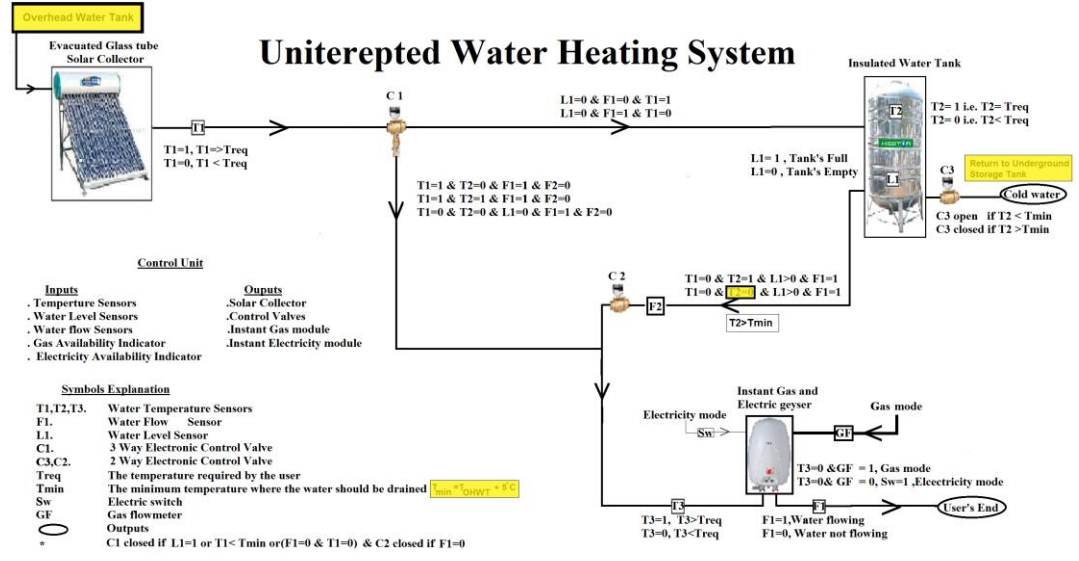 Overhead Water Tank
Evacuated Glass tube
Solar Collector
Uniterepted Water Heating System
Insulated Water Tank
C 1
L1=0 & F1=0 & T1=1
L1=0 & F1=1 & T1=0
T1
T1=1, T1=>Treq
T1=0, T1 < Treq
T2
T2= 1 i.e. T2= Treq
T2= 0 i.e. T2< Treq
L1= 1 , Tank's Full
L1=0 , Tank's Empty
L1
C3
Return to Underground
Storage Tank
Cold water
C3 open if T2 < Tmin
C3 closed if T2 >Tmin
T1=1 & T2=0 & F1=1 & F2=0
T1=1 & T2=1 & F1=1 & F2=0
T1=0 & T2=0 & L1=0 & F1=1 & F2=0
C 2
T1=0 & T2=1 & L1>0 & F1=1
T1=0 & T2=0 & L1>0 & F1=1
F2
T2>Tmin
Control Unit
Inputs
. Temperture Sensors
. Water Level Sensors
. Water flow Sensors
. Gas Availability Indicator
. Electricity Availability Indicator
Ouputs
.Solar Collector
.Control Valves
.Instant Gas module
.Instant Electricity module
Symbols Explanation
T1,T2,T3. Water Temperature Sensors
F1. Water Flow Sensor
L1. Water Level Sensor
C1. 3 Way Electronic Control Valve
C3,C2. 2 Way Electronic Control Valve
Treq The temperature required by the user
Tmin The minimum temperature where the water should be drained Tmin =TOHWT + 5°C
Sw Electric switch
GF Gas flowmeter
Outputs
* C1 closed if L1=1 or T1< Tmin or(F1=0 & T1=0) & C2 closed if F1=0
Instant Gas and
Electric geyser
Electricity mode
Sw
Gas mode
GF
T3=0 &GF = 1, Gas mode
T3=0& GF = 0, Sw=1 ,Elcectricity mode
T3
T3=1, T3>Treq
T3=0, T3<Treq
F1
F1=1,Water flowing
F1=0, Water not flowing
User's End